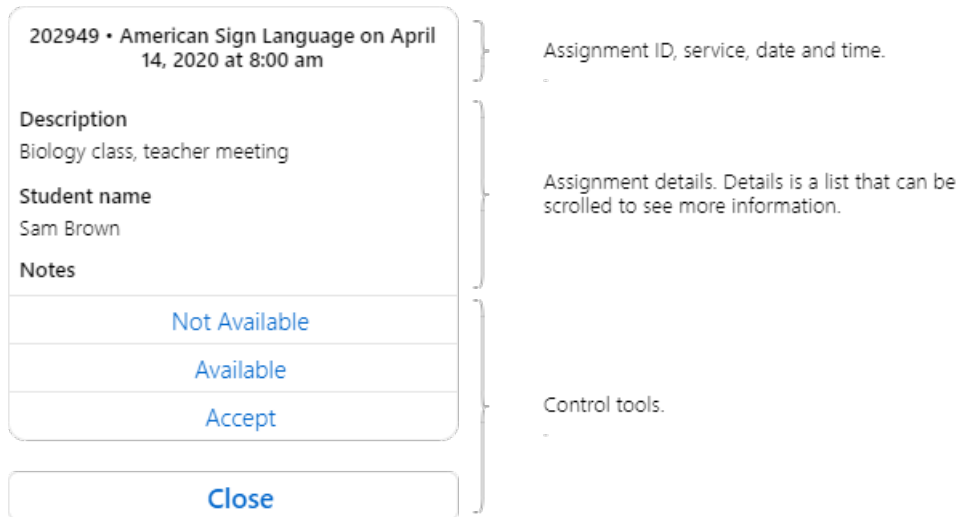 202949 • American Sign Language on April
14, 2020 at 8:00 am
Assignment ID, service, date and time.
Description
Biology class, teacher meeting
Student name
Sam Brown
Notes
Assignment details. Details is a list that can be
scrolled to see more information.
Not Available
Available
Accept
Close
Control tools.